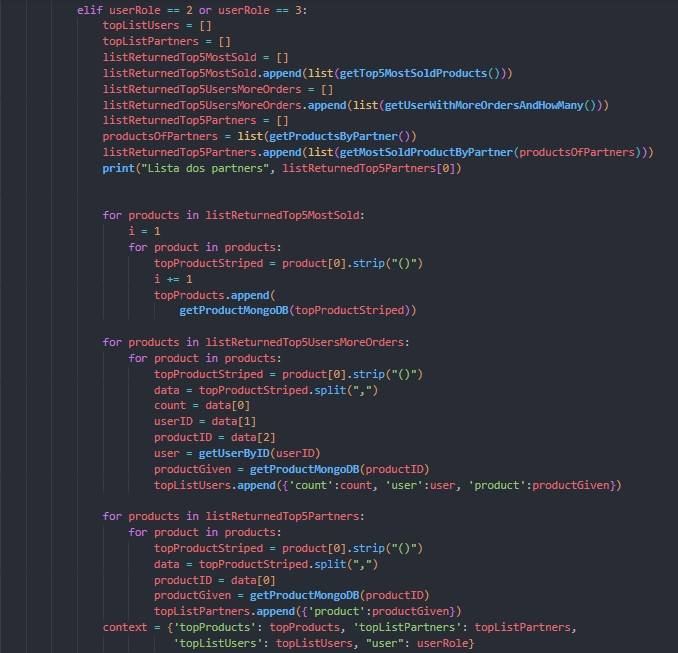 elif userRole == 2 or userRole == 3:
topListUsers = []
topListPartners = []
listReturnedTop5MostSold = []
listReturnedTop5MostSold.append(list(getTop5MostSoldProducts()))
listReturnedTop5UsersMoreOrders = []
listReturnedTop5UsersMoreOrders.append(list(getUserWithMoreOrdersAndHowMany()))
listReturnedTop5Partners = []
productsOfPartners = list(getProductsByPartner())
listReturnedTop5Partners.append(list(getMostSoldProductByPartner(productsOfPartners)))
print("Lista dos partners", listReturnedTop5Partners[0])
for products in listReturnedTop5MostSold:
i = 1
for product in products:
topProductStriped = product[0].strip("()")
i += 1
topProducts.append(
getProductMongoDB(topProductStriped))
for products in listReturnedTop5UsersMoreOrders:
for product in products:
topProductStriped = product[0].strip("()")
data = topProductStriped.split(",")
count = data[0]
userID = data[1]
productID = data[2]
user = getUserByID(userID)
productGiven = getProductMongoDB(productID)
topListUsers.append({'count':count, 'user':user, 'product':productGiven})
for products in listReturnedTop5Partners:
for product in products:
topProductStriped = product[0].strip("()")
data = topProductStriped.split(",")
productID = data[0]
productGiven = getProductMongoDB(productID)
topListPartners.append({'product':productGiven})
context = {'topProducts': topProducts, 'topListPartners': topListPartners,
'topListUsers': topListUsers, "user": userRole}